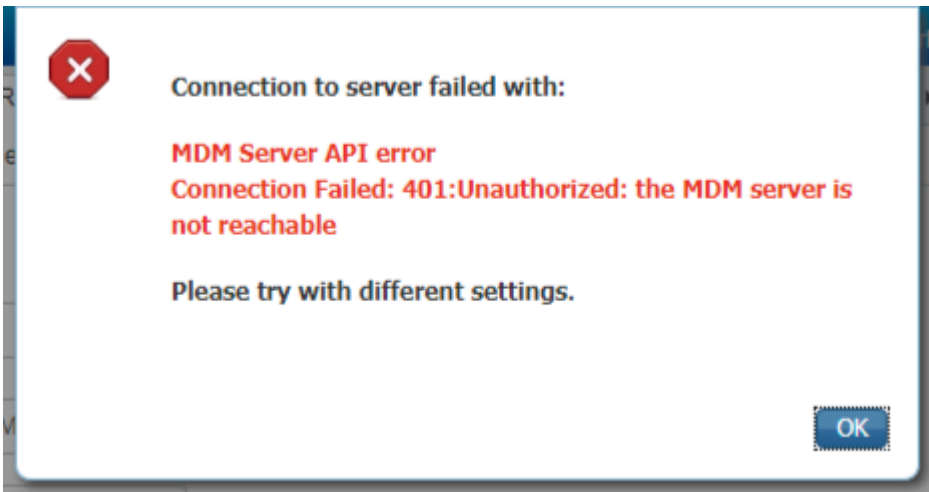 Connection to server failed with:
MDM Server API error
Connection Failed: 401:Unauthorized: the MDM server is
not reachable
Please try with different settings.
OK